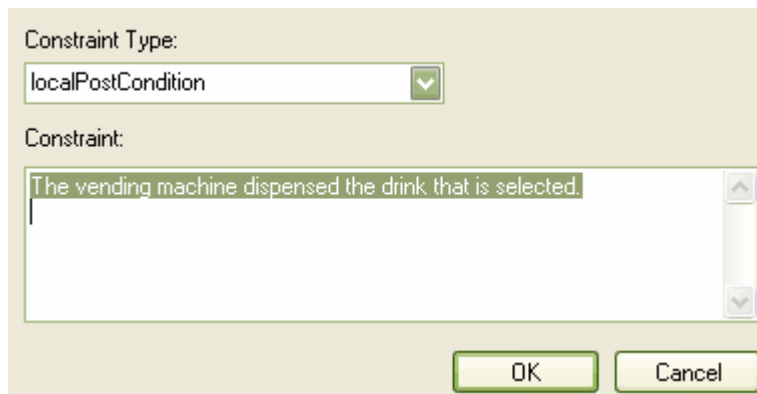 Constraint Type:
localPostCondition
Constraint:
The vending machine dispensed the drink that is selected.
OK Cancel